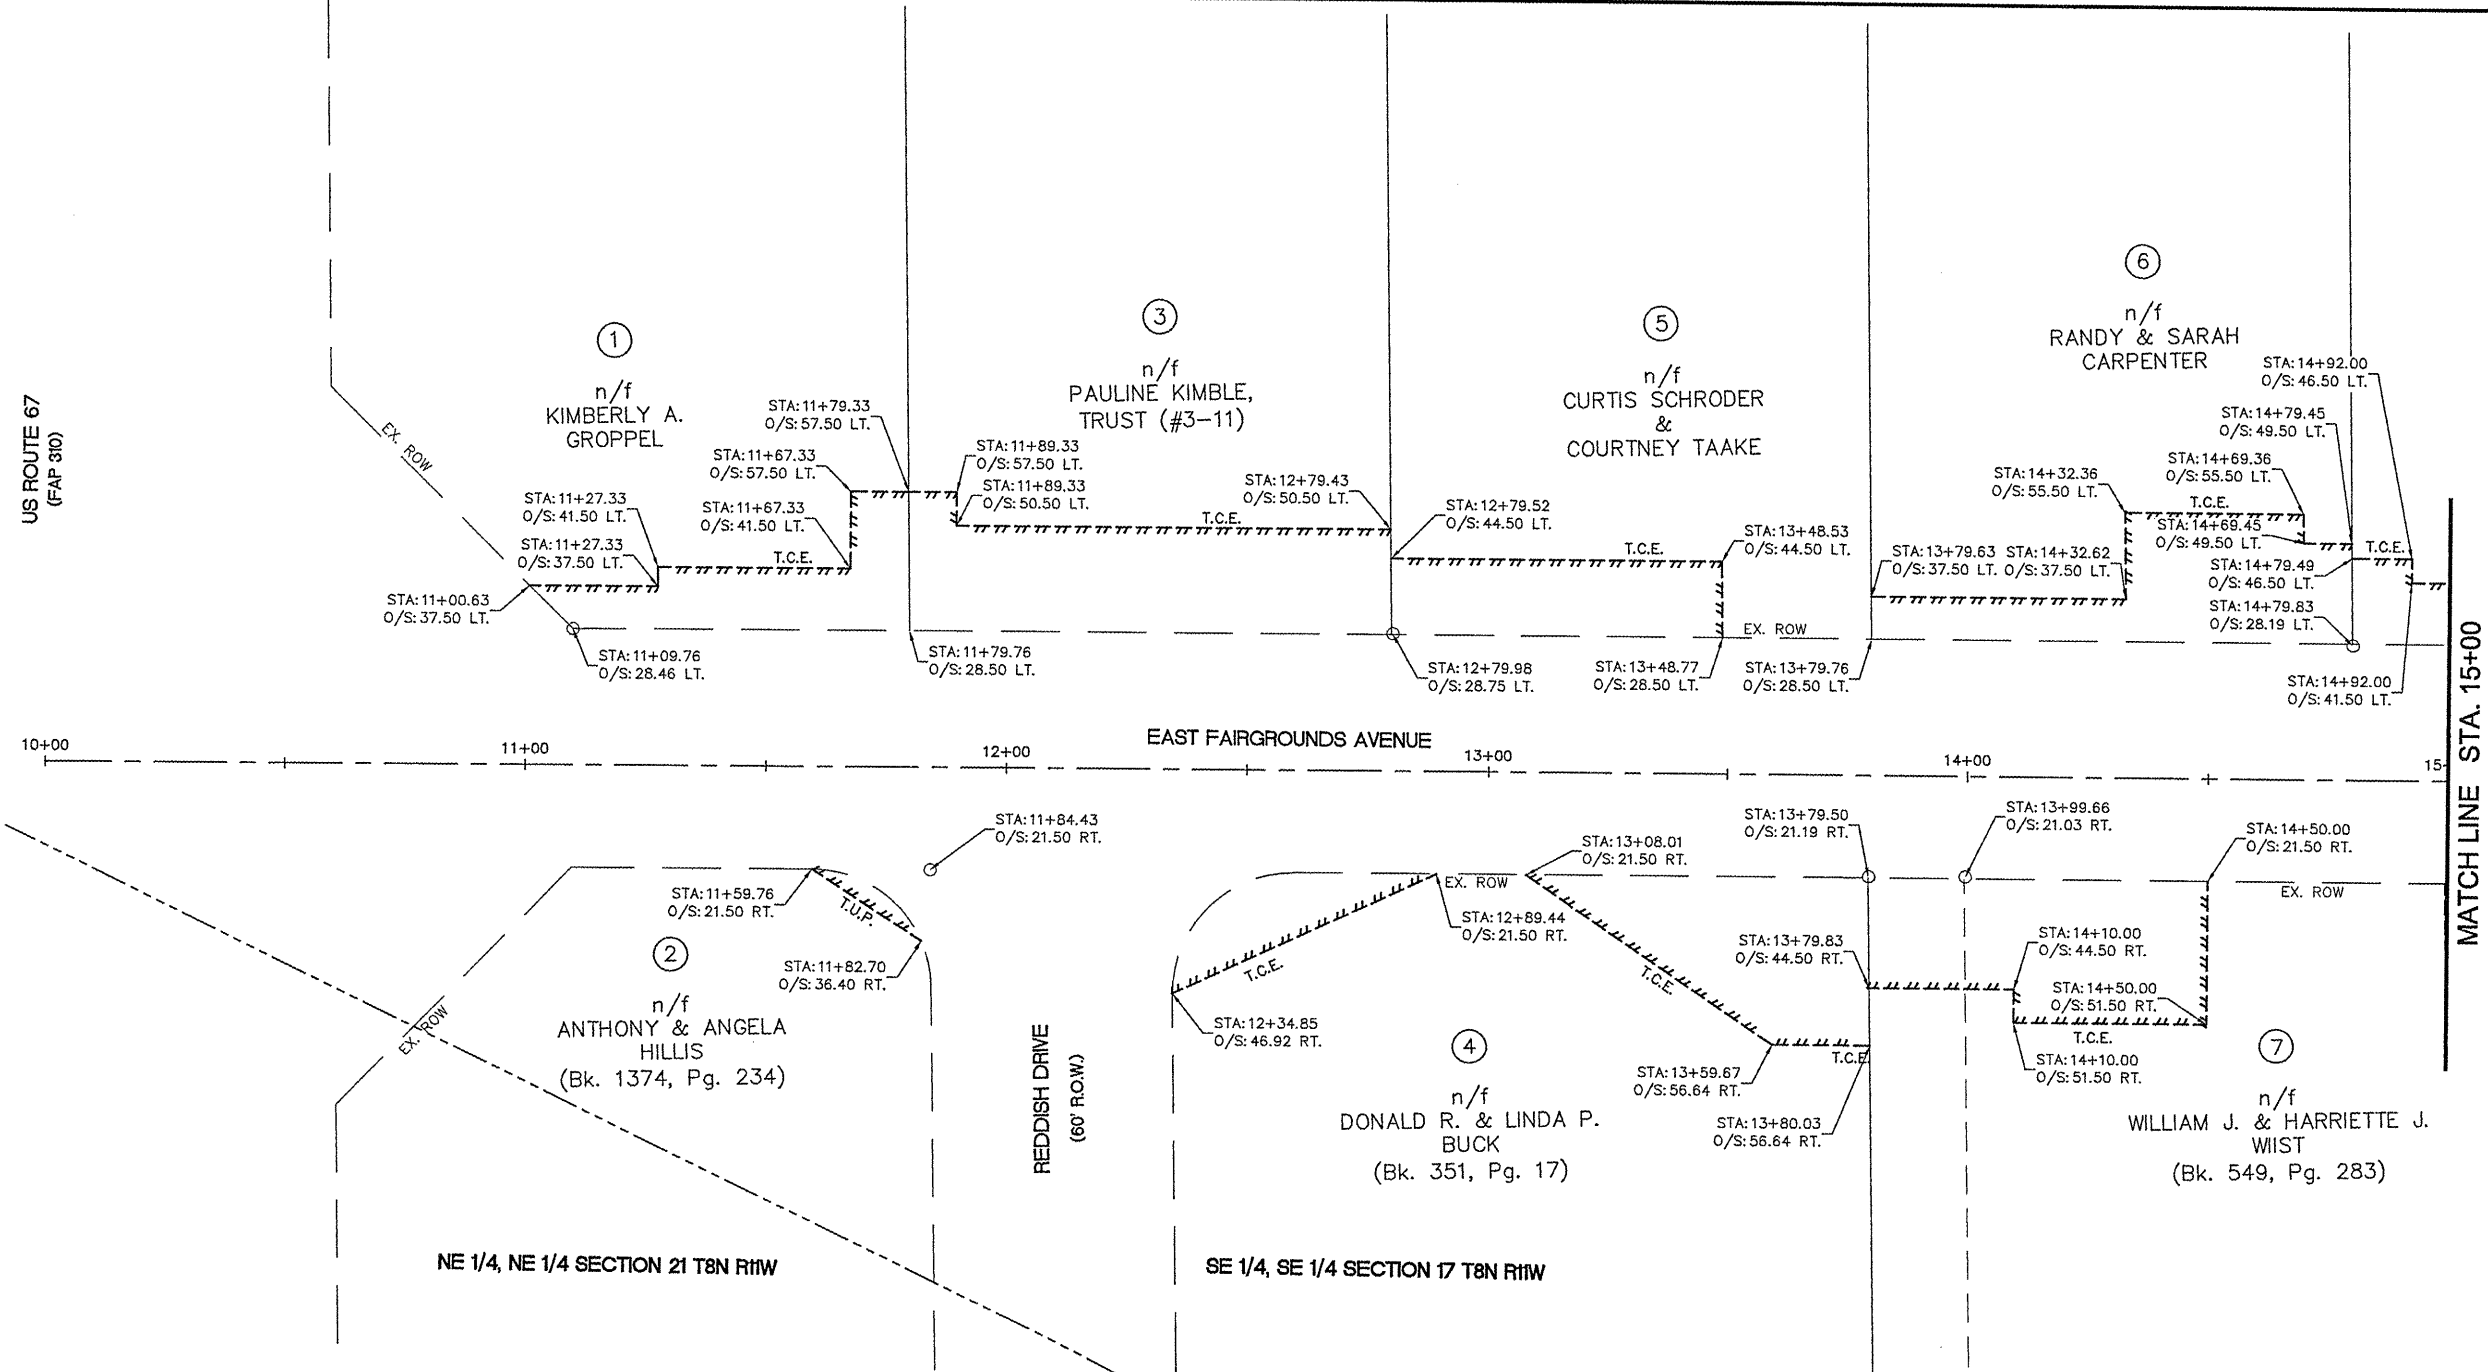 US ROUTE 67
(FAP 310)
EX. ROW
1
n/f
KIMBERLY A.
GROPPEL
STA: 11+00.63
O/S: 37.50 LT.
STA: 11+27.33
O/S: 41.50 LT.
STA: 11+27.33
O/S: 37.50 LT.
STA: 11+09.76
O/S: 28.46 LT.
STA: 11+67.33
O/S: 57.50 LT.
STA: 11+67.33
O/S: 41.50 LT.
T.C.E.
STA: 11+79.33
O/S: 57.50 LT.
STA: 11+79.76
O/S: 28.50 LT.
3
n/f
PAULINE KIMBLE,
TRUST (#3-11)
STA: 11+89.33
O/S: 57.50 LT.
STA: 11+89.33
O/S: 50.50 LT.
T.C.E.
STA: 12+79.43
O/S: 50.50 LT.
STA: 12+79.52
O/S: 44.50 LT.
STA: 12+79.98
O/S: 28.75 LT.
5
n/f
CURTIS SCHRODER
&
COURTNEY TAAKE
T.C.E.
STA: 13+48.53
O/S: 44.50 LT.
STA: 13+48.77
O/S: 28.50 LT.
EX. ROW
STA: 13+79.76
O/S: 28.50 LT.
STA: 13+79.63
O/S: 37.50 LT.
6
n/f
RANDY & SARAH
CARPENTER
STA: 14+32.36
O/S: 55.50 LT.
STA: 14+32.62
O/S: 37.50 LT.
STA: 14+69.36
O/S: 55.50 LT.
T.C.E.
STA: 14+69.45
O/S: 49.50 LT.
STA: 14+92.00
O/S: 46.50 LT.
STA: 14+79.45
O/S: 49.50 LT.
T.C.E.
STA: 14+79.49
O/S: 46.50 LT.
STA: 14+79.83
O/S: 28.19 LT.
STA: 14+92.00
O/S: 41.50 LT.
MATCH LINE STA. 15+00
EAST FAIRGROUNDS AVENUE
10+00
11+00
12+00
13+00
14+00
15
STA: 11+84.43
O/S: 21.50 RT.
STA: 11+59.76
O/S: 21.50 RT.
T.U.P.
STA: 11+82.70
O/S: 36.40 RT.
EX. ROW
2
n/f
ANTHONY & ANGELA
HILLIS
(Bk. 1374, Pg. 234)
REDDISH DRIVE
(60' R.O.W.)
STA: 12+34.85
O/S: 46.92 RT.
T.C.E.
EX. ROW
STA: 12+89.44
O/S: 21.50 RT.
STA: 13+08.01
O/S: 21.50 RT.
T.C.E.
4
n/f
DONALD R. & LINDA P.
BUCK
(Bk. 351, Pg. 17)
STA: 13+59.67
O/S: 56.64 RT.
STA: 13+80.03
O/S: 56.64 RT.
T.C.E.
STA: 13+79.50
O/S: 21.19 RT.
STA: 13+79.83
O/S: 44.50 RT.
STA: 13+99.66
O/S: 21.03 RT.
STA: 14+10.00
O/S: 44.50 RT.
STA: 14+50.00
O/S: 51.50 RT.
T.C.E.
STA: 14+10.00
O/S: 51.50 RT.
STA: 14+50.00
O/S: 21.50 RT.
EX. ROW
7
n/f
WILLIAM J. & HARRIETTE J.
WIIST
(Bk. 549, Pg. 283)
NE 1/4, NE 1/4 SECTION 21 T8N R11W
SE 1/4, SE 1/4 SECTION 17 T8N R11W